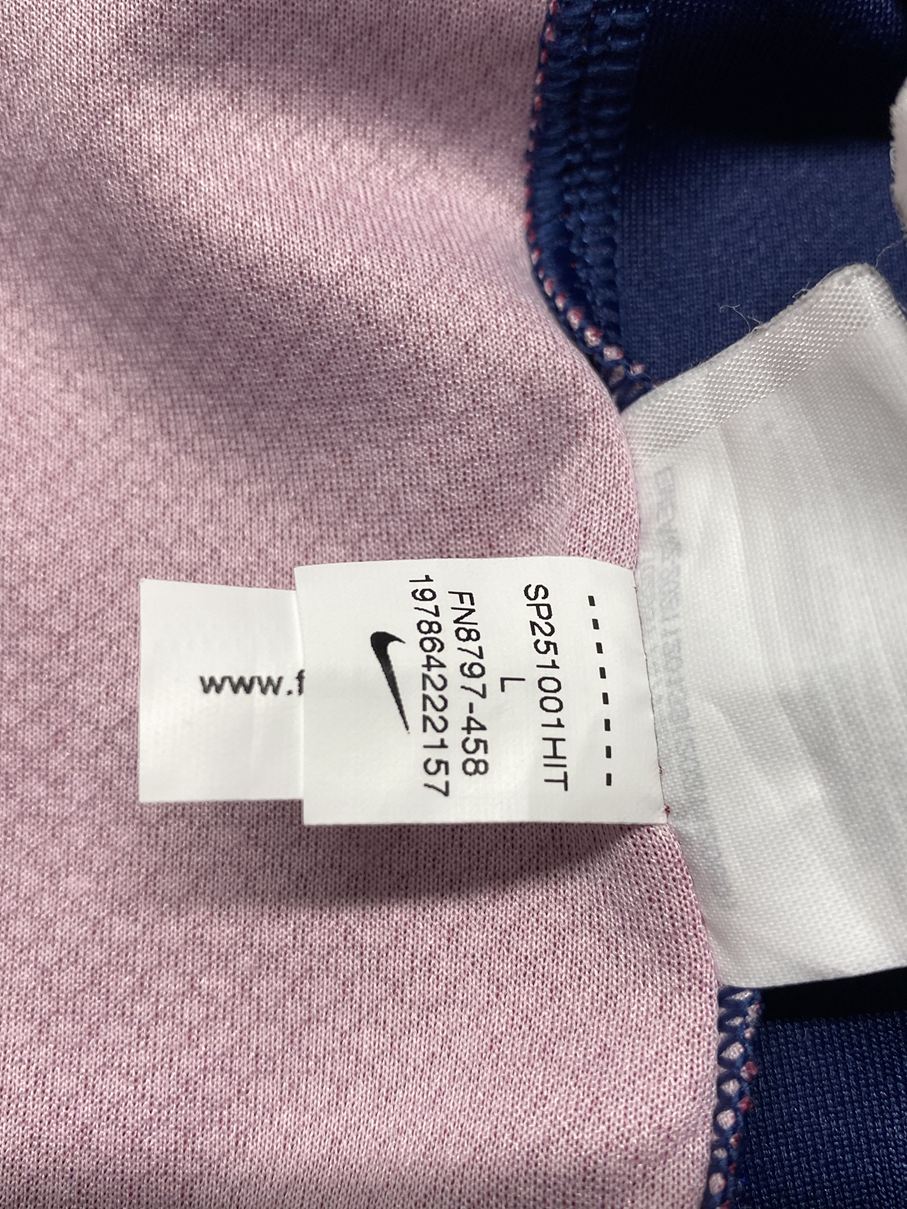 - - - - - - -
SP251001HIT
L
FN8797-458
197864222157
www.f